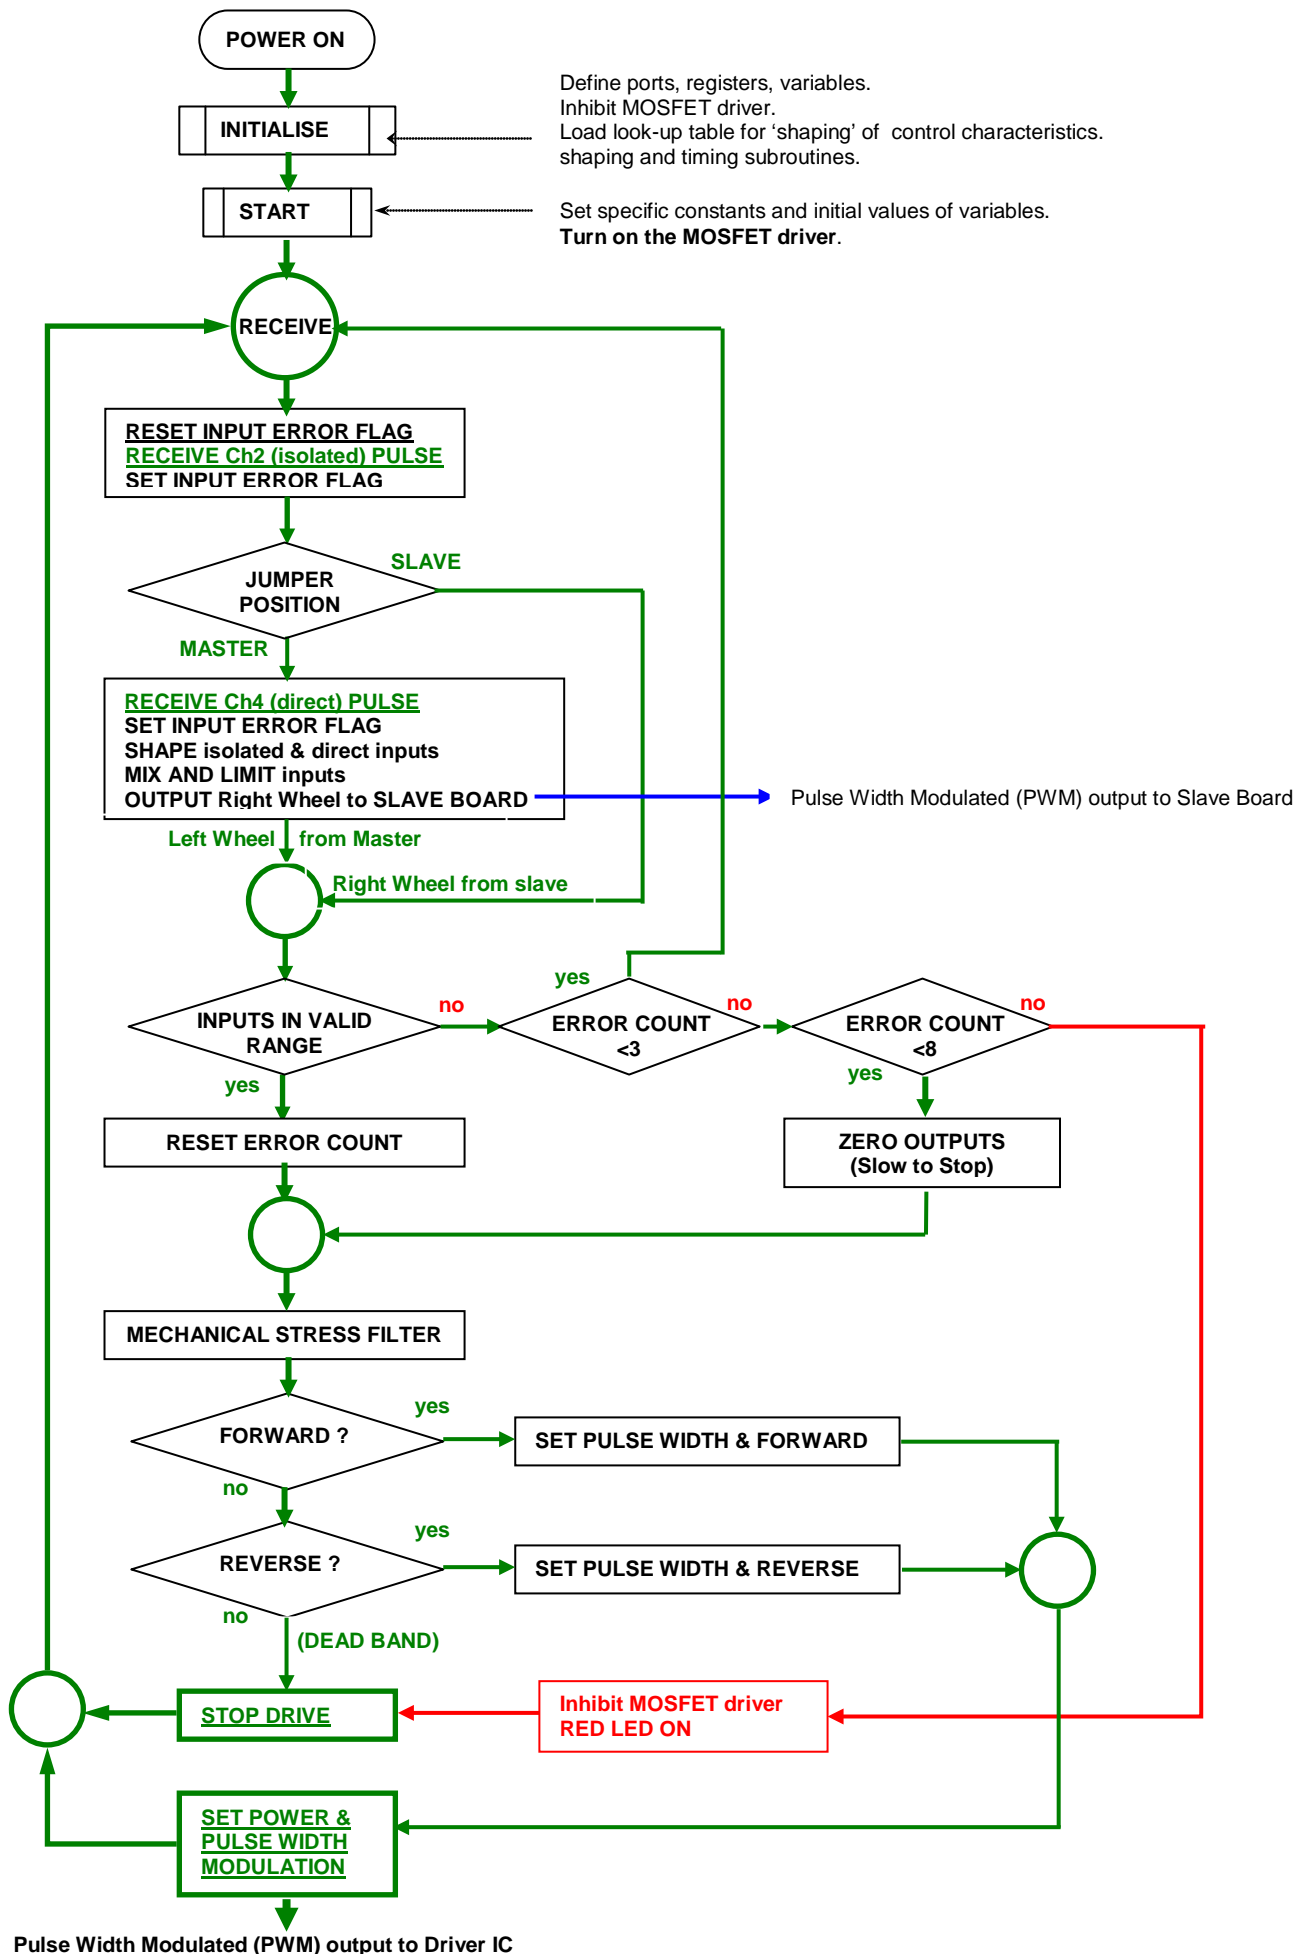 POWER ON
Define ports, registers, variables.
Inhibit MOSFET driver.
Load look-up table for ‘shaping’ of control characteristics.
shaping and timing subroutines.
INITIALISE
START
Set specific constants and initial values of variables.
Turn on the MOSFET driver.
RECEIVE
RESET INPUT ERROR FLAG
RECEIVE Ch2 (isolated) PULSE
SET INPUT ERROR FLAG
JUMPER
POSITION
SLAVE
MASTER
RECEIVE Ch4 (direct) PULSE
SET INPUT ERROR FLAG
SHAPE isolated & direct inputs
MIX AND LIMIT inputs
OUTPUT Right Wheel to SLAVE BOARD
Pulse Width Modulated (PWM) output to Slave Board
Left Wheel from Master
Right Wheel from slave
INPUTS IN VALID
RANGE
no
yes
yes
ERROR COUNT
<3
no
ERROR COUNT
<8
no
yes
RESET ERROR COUNT
ZERO OUTPUTS
(Slow to Stop)
MECHANICAL STRESS FILTER
FORWARD ?
yes
SET PULSE WIDTH & FORWARD
no
REVERSE ?
yes
SET PULSE WIDTH & REVERSE
no
(DEAD BAND)
STOP DRIVE
Inhibit MOSFET driver
RED LED ON
SET POWER &
PULSE WIDTH
MODULATION
Pulse Width Modulated (PWM) output to Driver IC